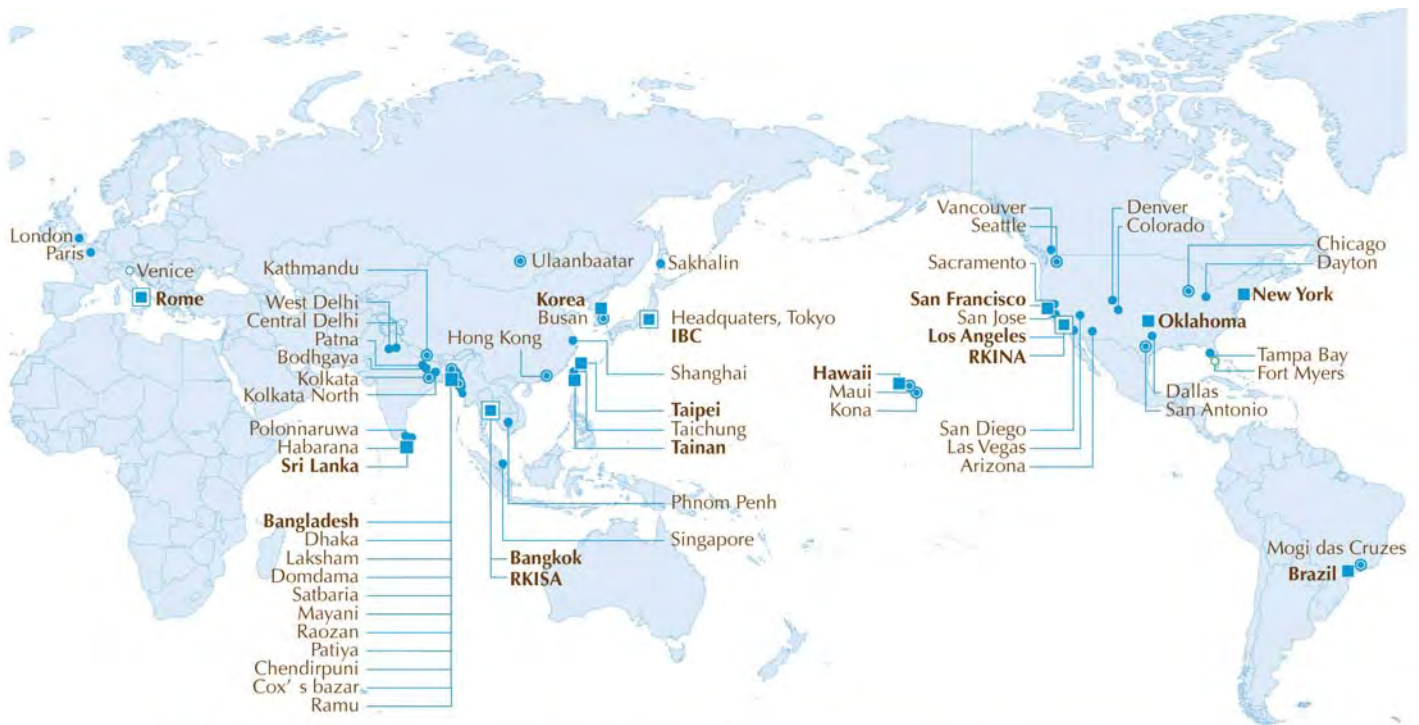 London
Paris
Venice
Rome
Kathmandu
West Delhi
Central Delhi
Patna
Bodhgaya
Kolkata
Kolkata North
Polonnaruwa
Habarana
Sri Lanka
Bangladesh
Dhaka
Laksham
Domdama
Satbaria
Mayani
Raozan
Patiya
Chendirpuni
Cox’ s bazar
Ramu
Ulaanbaatar
Sakhalin
Korea
Busan
Headquaters, Tokyo
IBC
Hong Kong
Shanghai
Taipei
Taichung
Tainan
Phnom Penh
Singapore
Bangkok
RKISA
Hawaii
Maui
Kona
Vancouver
Seattle
Sacramento
San Francisco
San Jose
Los Angeles
RKINA
San Diego
Las Vegas
Arizona
Denver
Colorado
Chicago
Dayton
New York
Oklahoma
Tampa Bay
Fort Myers
Dallas
San Antonio
Mogi das Cruzes
Brazil